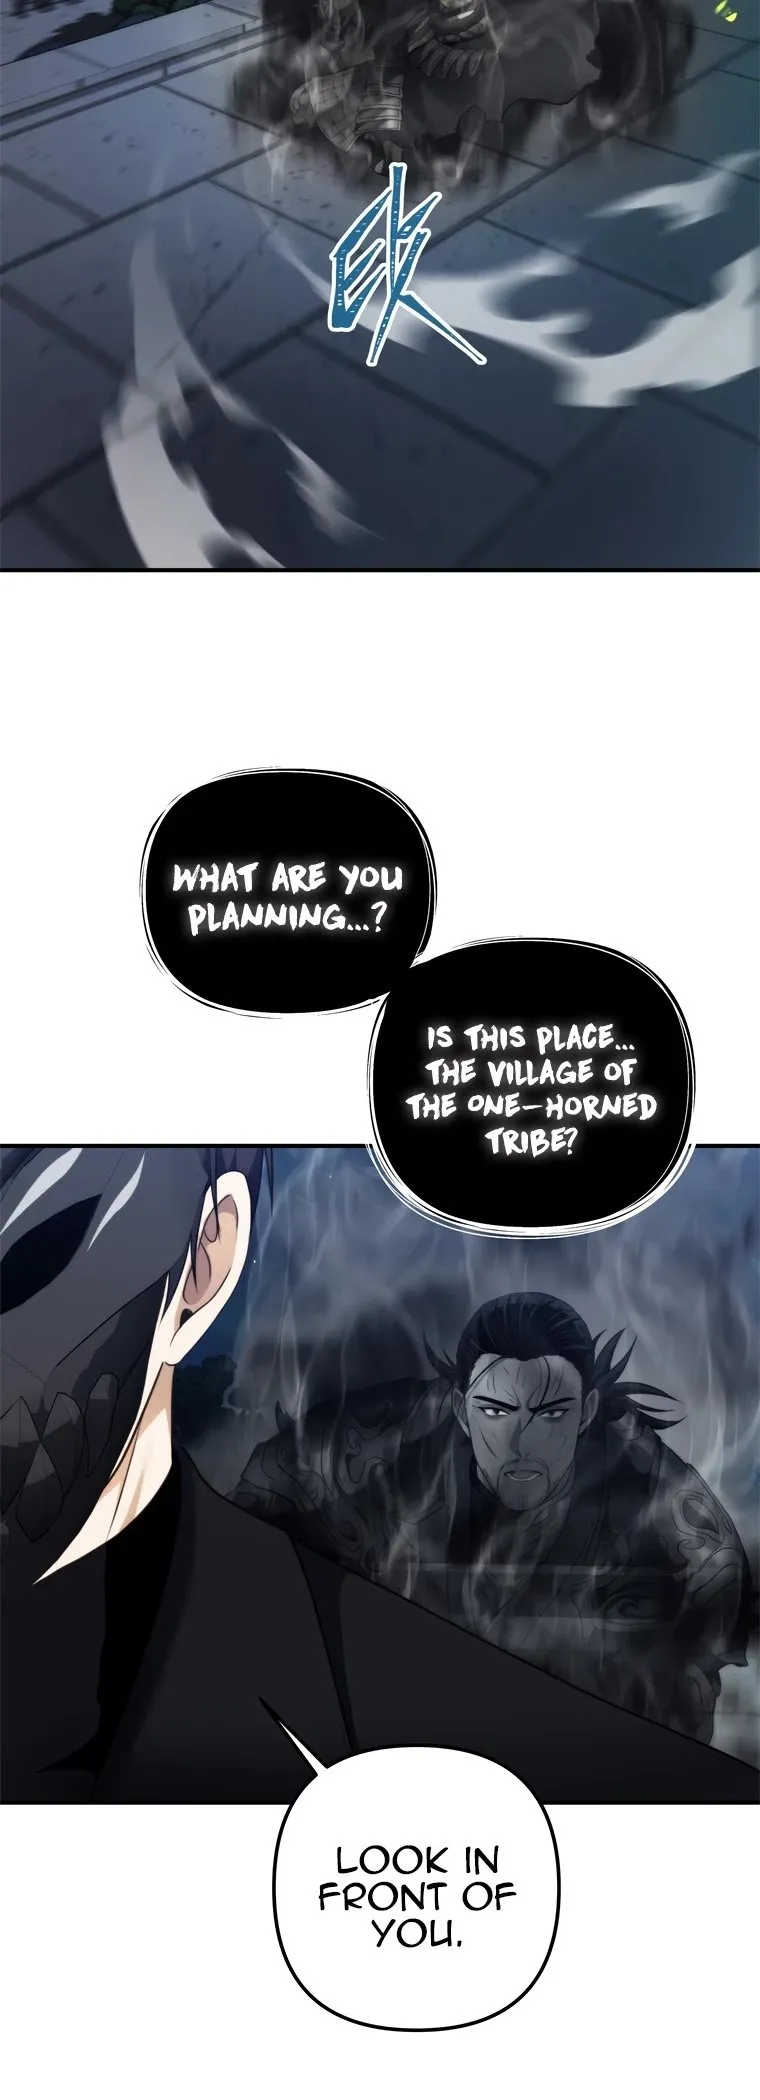 WHAT ARE YOU
PLANNING...?
IS THIS PLACE...
THE VILLAGE OF
THE ONE-HORNED
TRIBE?
LOOK IN
FRONT OF
YOU.